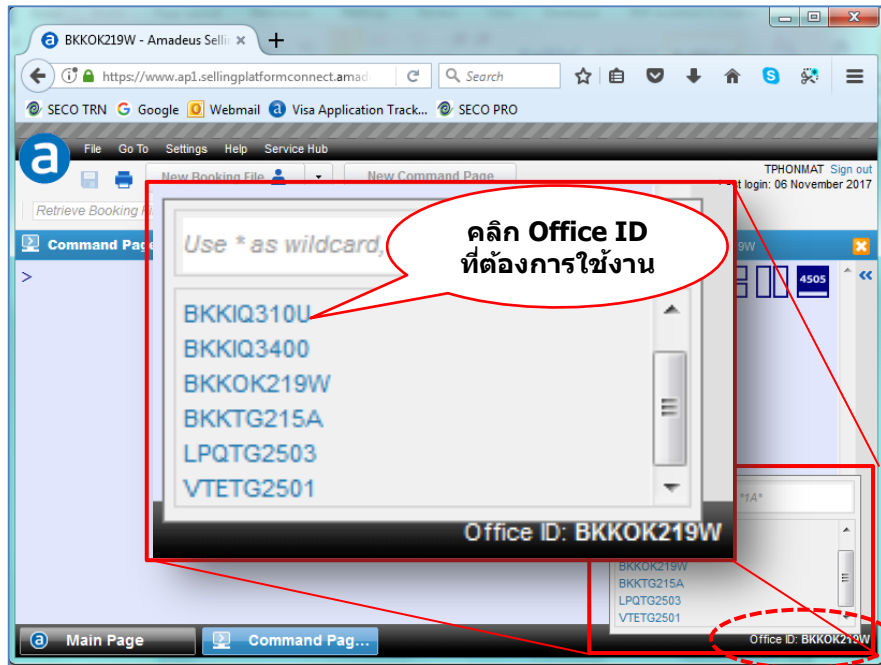 BKKOK219W - Amadeus Sellin
https://www.ap1.sellingplatformconnect.amad
Search
SECO TRN
Google
Webmail
Visa Application Track...
SECO PRO
File Go To Settings Help Service Hub
New Booking File
New Command Page
TPHONMAT Sign out
login: 06 November 2017
Retrieve Booking
Command Page
9W
>
4505
Use * as wildcard,
คลิก Office ID
ที่ต้องการใช้งาน
BKKIQ310U
BKKIQ3400
BKKOK219W
BKKTG215A
LPQTG2503
VTETG2501
Office ID: BKKOK219W
*1A*
BKKOK219W
BKKTG215A
LPQTG2503
VTETG2501
Office ID: BKKOK219W
Main Page
Command Pag...